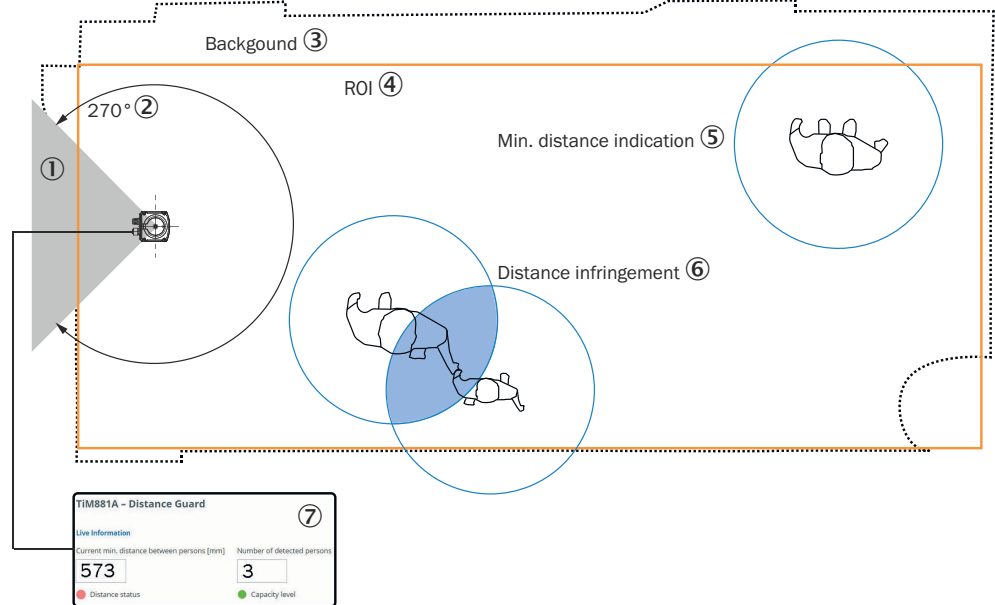 Backgound ③
ROI ④
270° ②
Min. distance indication ⑤
①
Distance infringement ⑥
TiM881A – Distance Guard
⑦
Live Information
Current min. distance between persons [mm] Number of detected persons
573 3
Distance status Capacity level